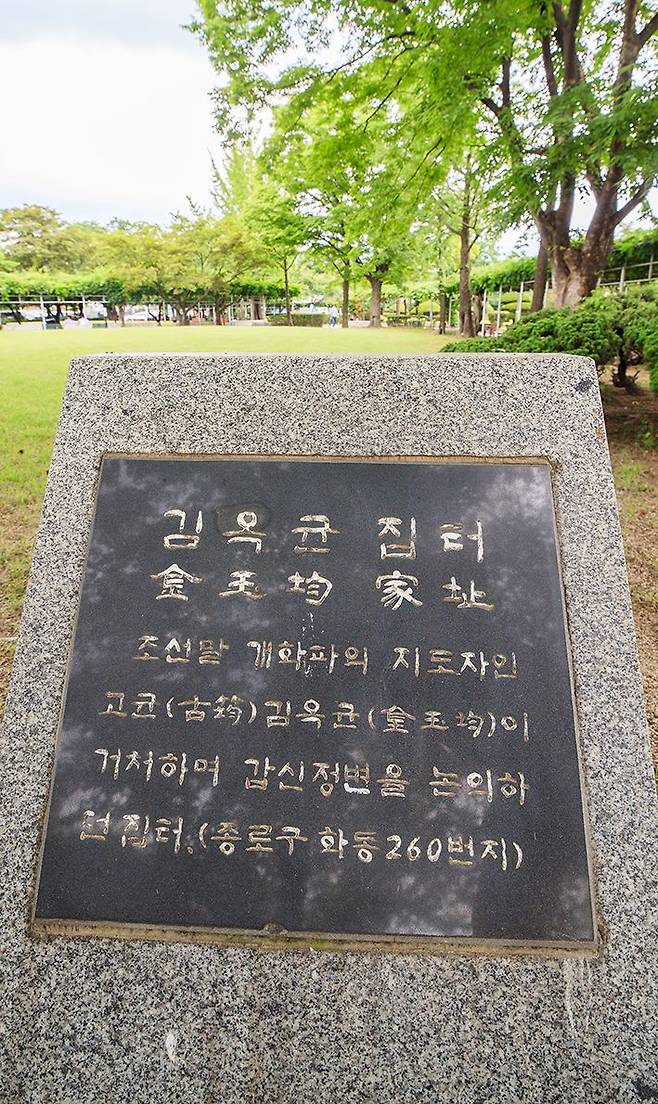 김옥균 집터
金玉均 家址
조선말 개화파의 지도자인
고균(古筠)김옥균(金玉均)이
거처하며 갑신정변을 논의하
던 집터.(종로구 화동260번지)